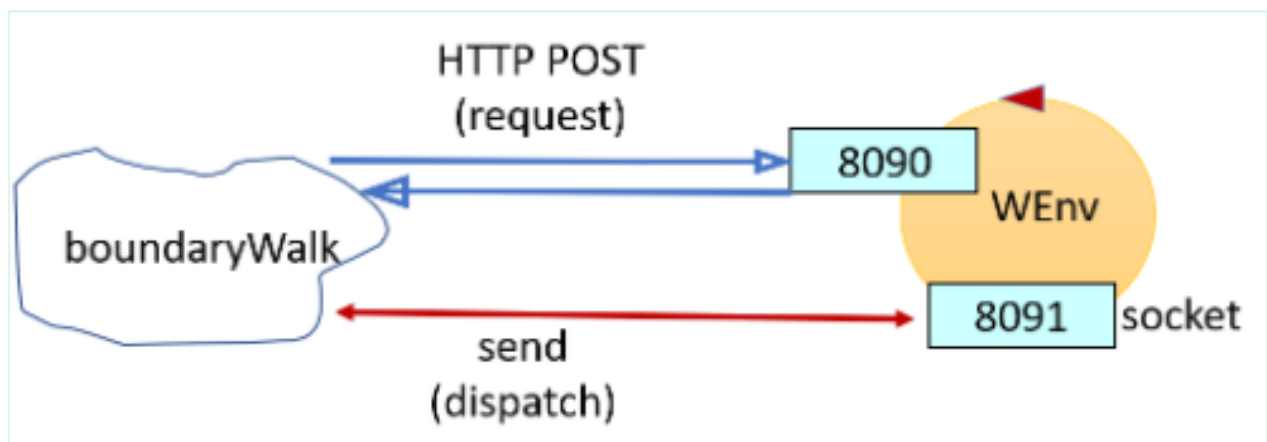 HTTP POST
(request)
8090
WEnv
boundaryWalk
8091 socket
send
(dispatch)